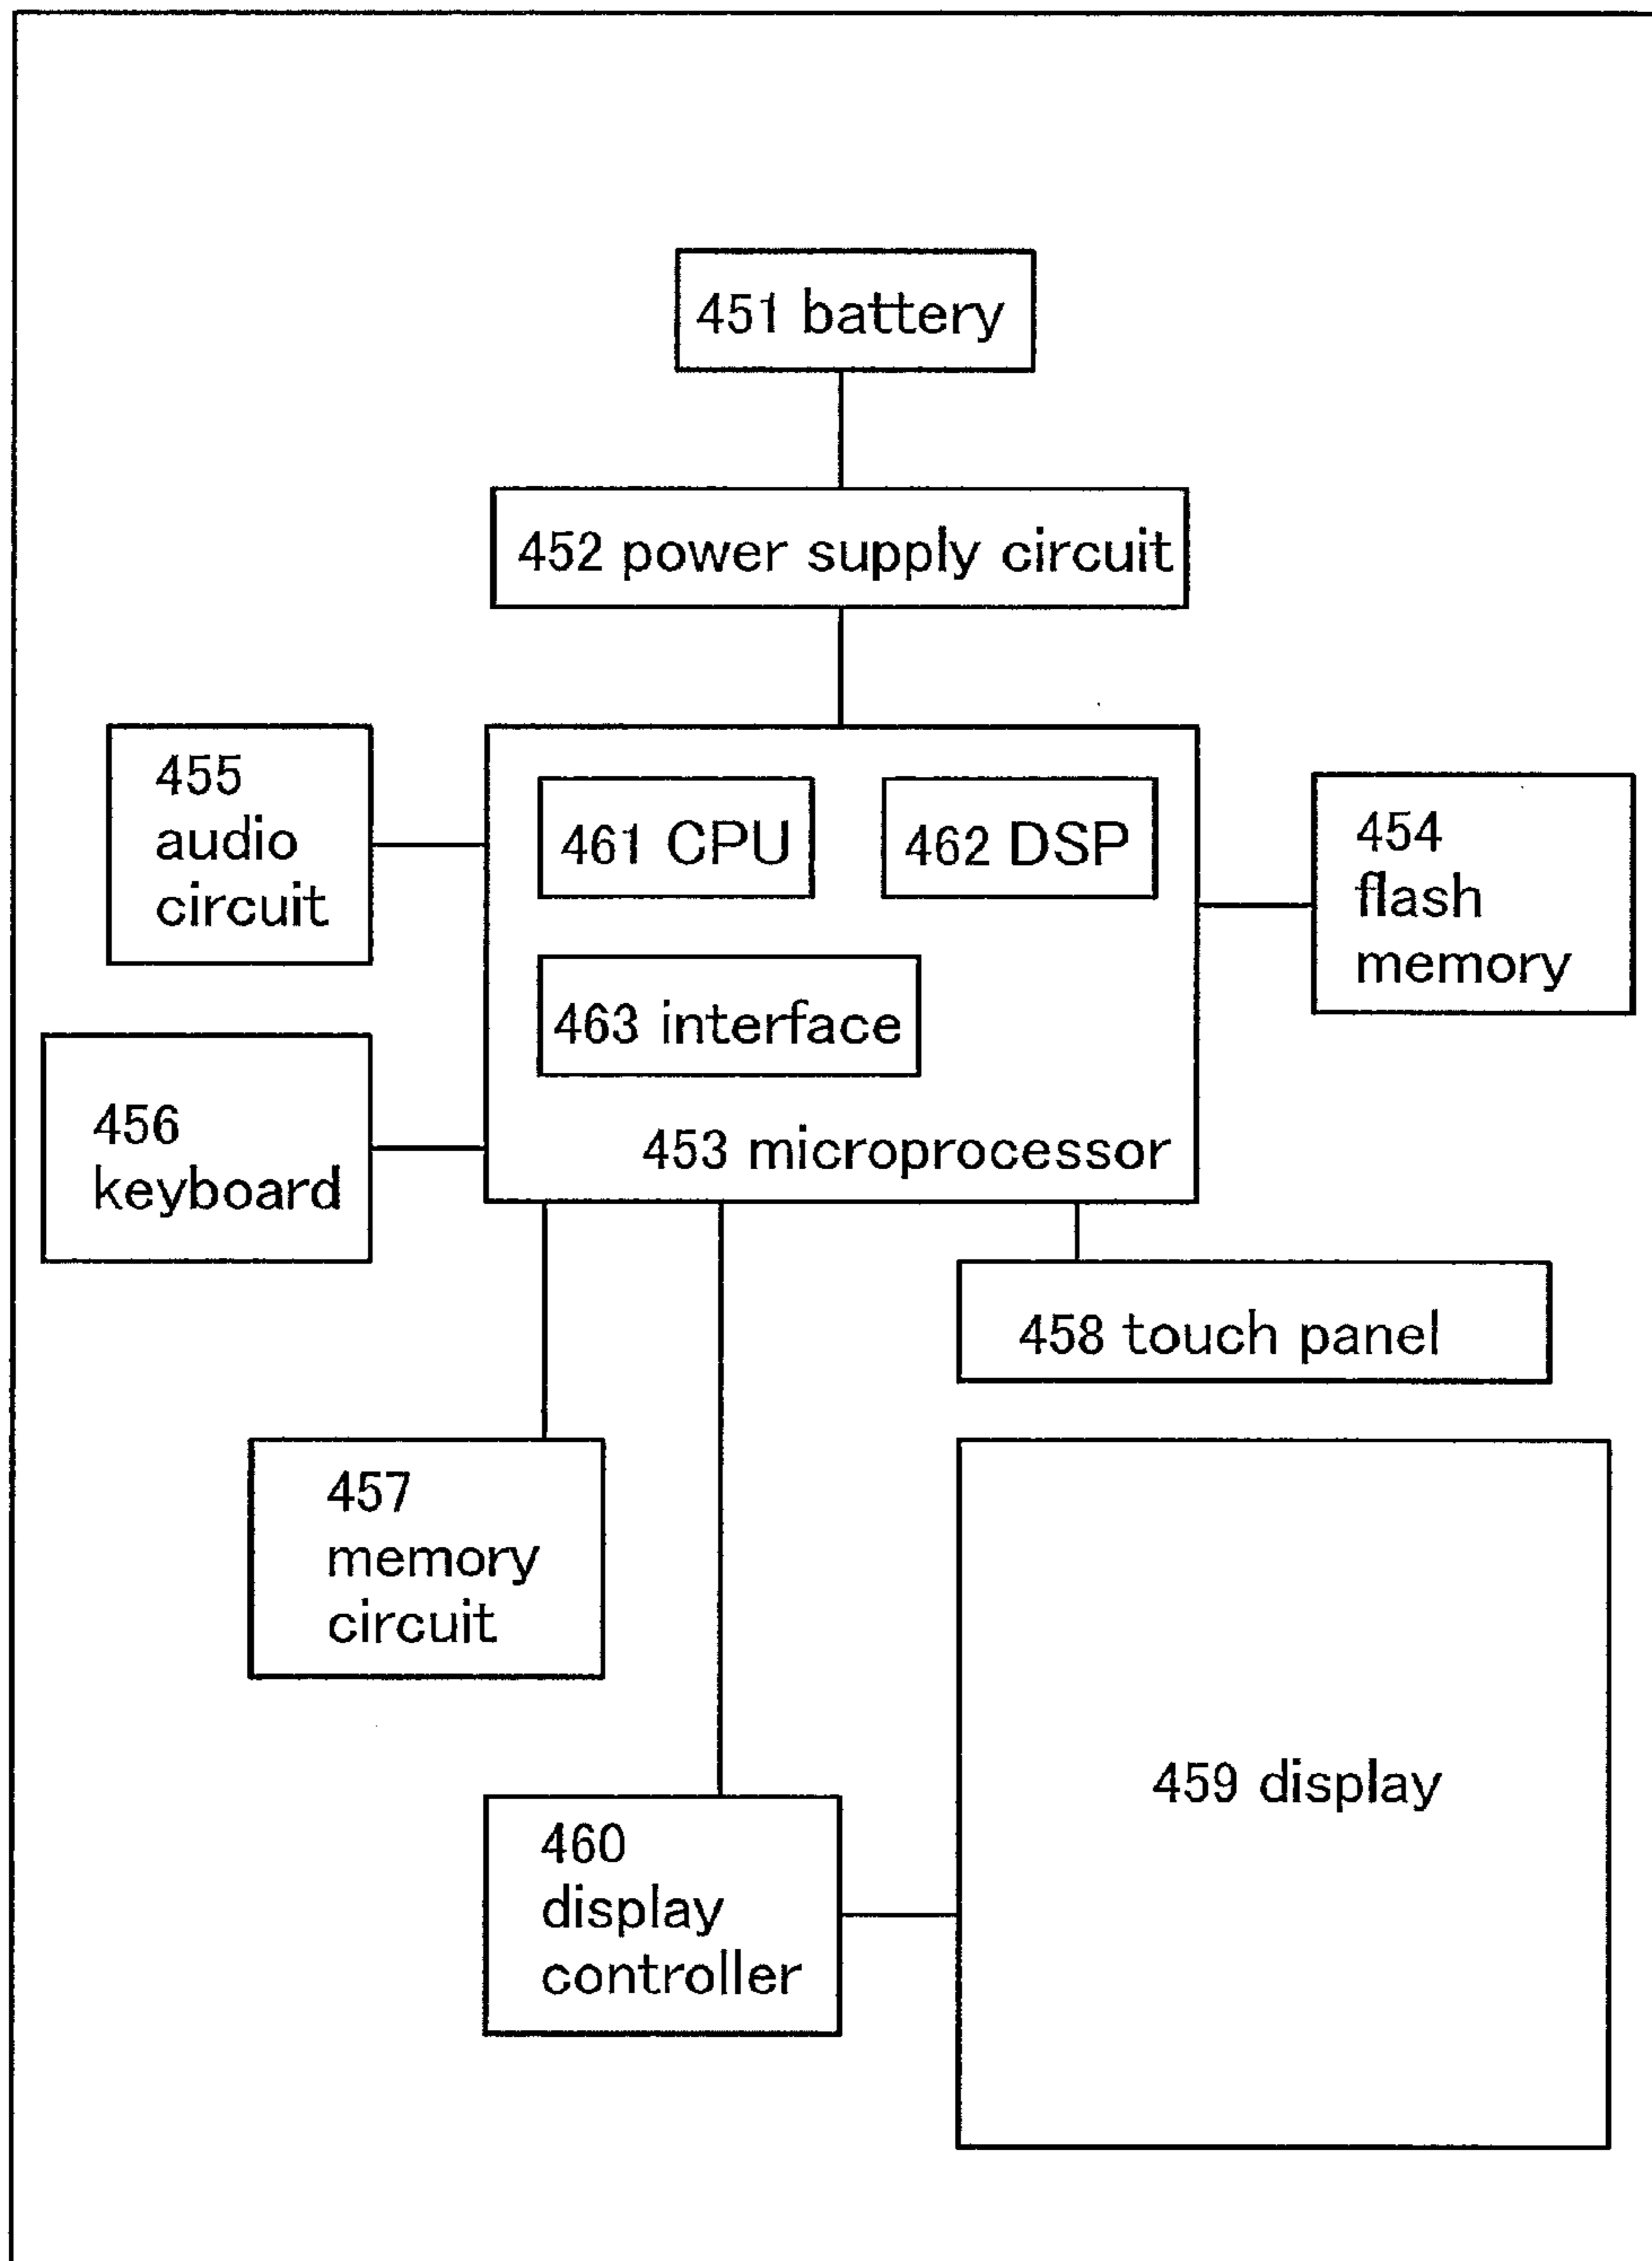 451 battery
452 power supply circuit
455
audio
circuit
461 CPU
462 DSP
454
flash
memory
463 interface
456
keyboard
453 microprocessor
458 touch panel
457
memory
circuit
459 display
460
display
controller